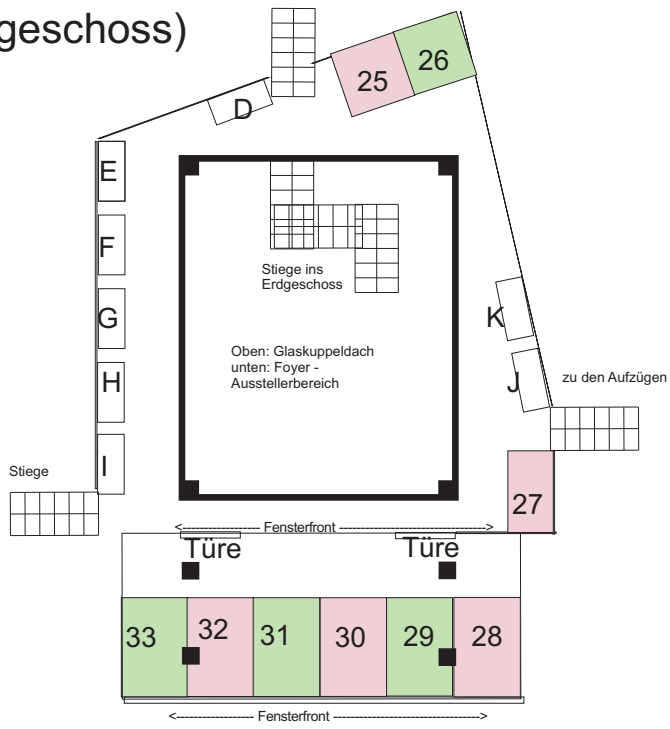 geschoss)
25
26
D
E
F
G
H
I
Stiege ins
Erdgeschoss
Oben: Glaskuppeldach
unten: Foyer -
Ausstellerbereich
K
J
zu den Aufzügen
Stiege
27
<---------------- Fensterfront ---------------->
Türe
Türe
33
32
31
30
29
28
<---------------- Fensterfront ---------------->